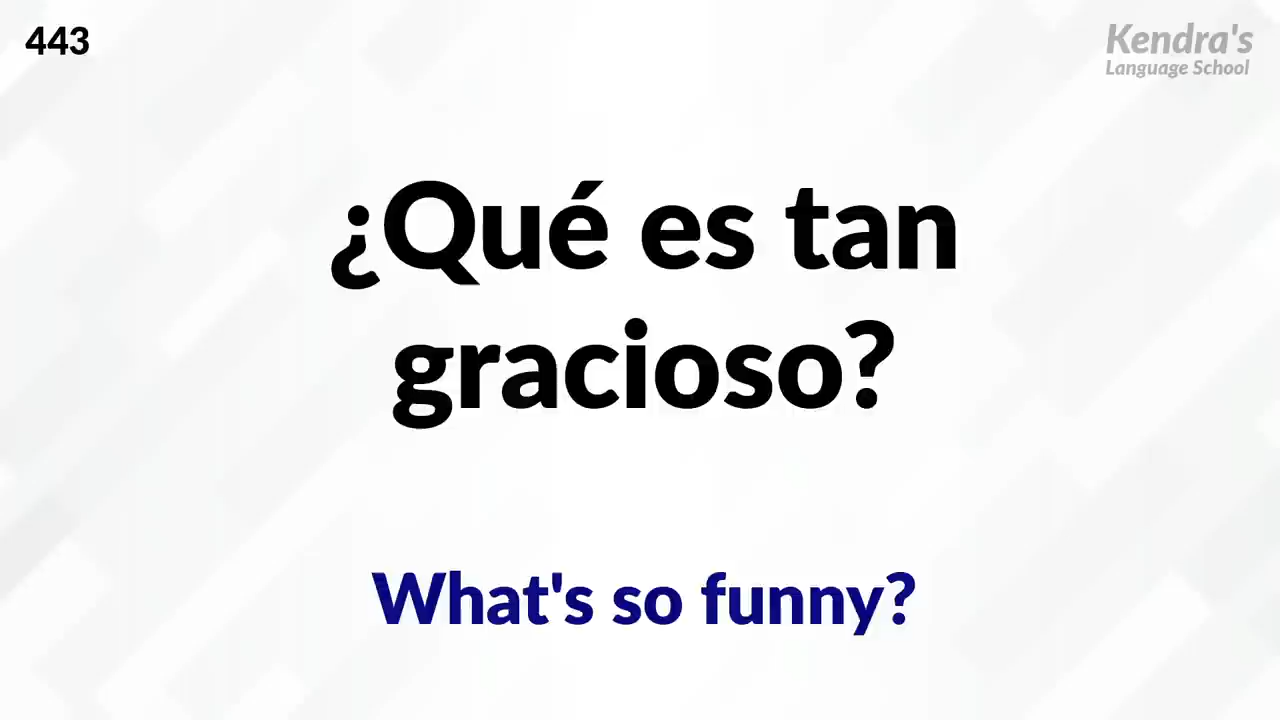 443
Kendra's
Language School
¿Qué es tan
gracioso?
What's so funny?